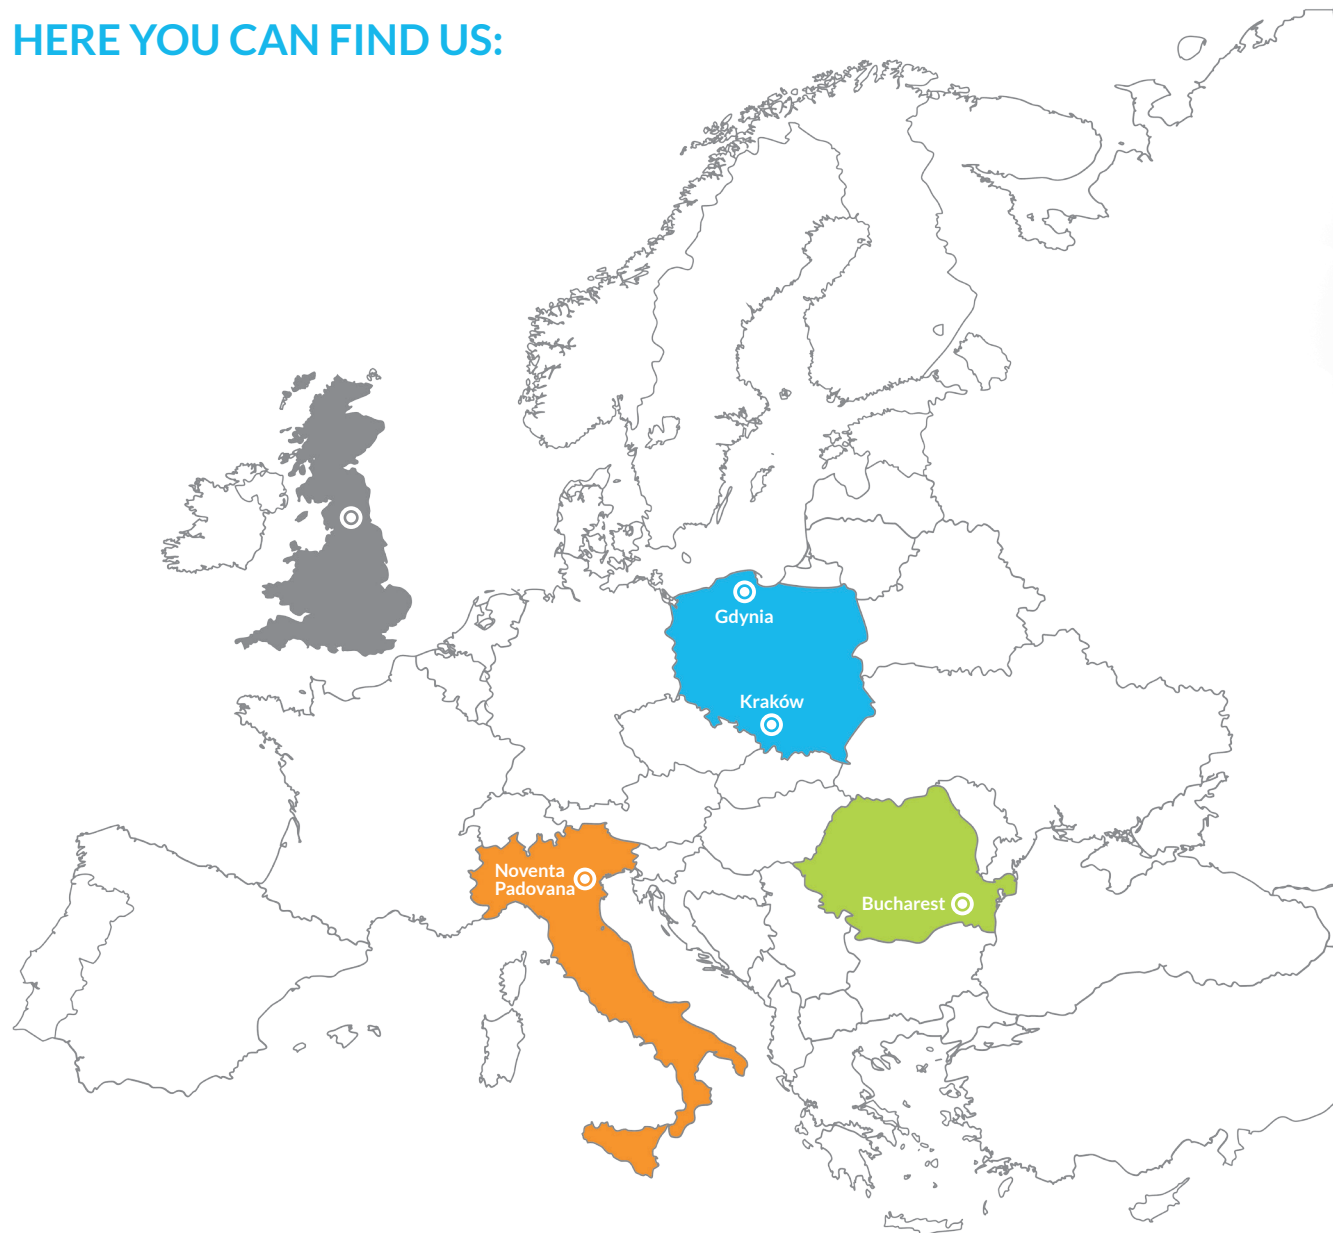 HERE YOU CAN FIND US:
Gdynia
Kraków
Noventa
Padovana
Bucharest